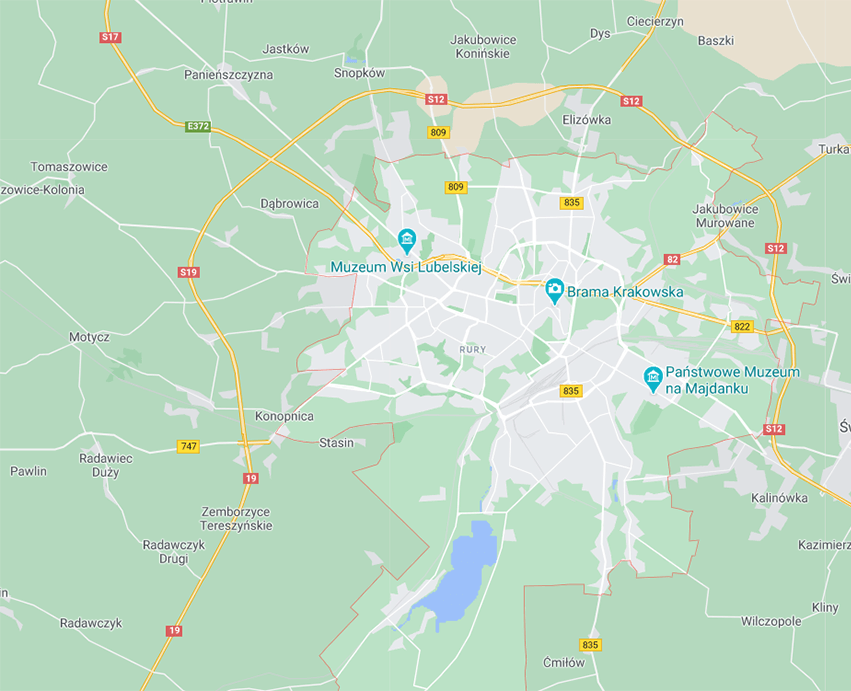 Ciecierzyn
S17
Dys
Baszki
Jastków
Jakubowice
Konińskie
Snopków
Panieńszczyzna
S12
S12
Elizówka
E372
809
Turka
Tomaszowice
zowice-Kolonia
809
835
Dąbrowica
Jakubowice
Murowane
S12
82
Muzeum Wsi Lubelskiej
S19
Brama Krakowska
822
Motycz
RURY
Państwowe Muzeum
na Majdanku
835
Konopnica
S12
Stasin
747
Radawiec
Duży
Pawlin
19
Kalinówka
Zemborzyce
Tereszyńskie
Radawczyk
Drugi
Kazimierz
Kliny
Wilczopole
Radawczyk
19
835
Ćmiłów